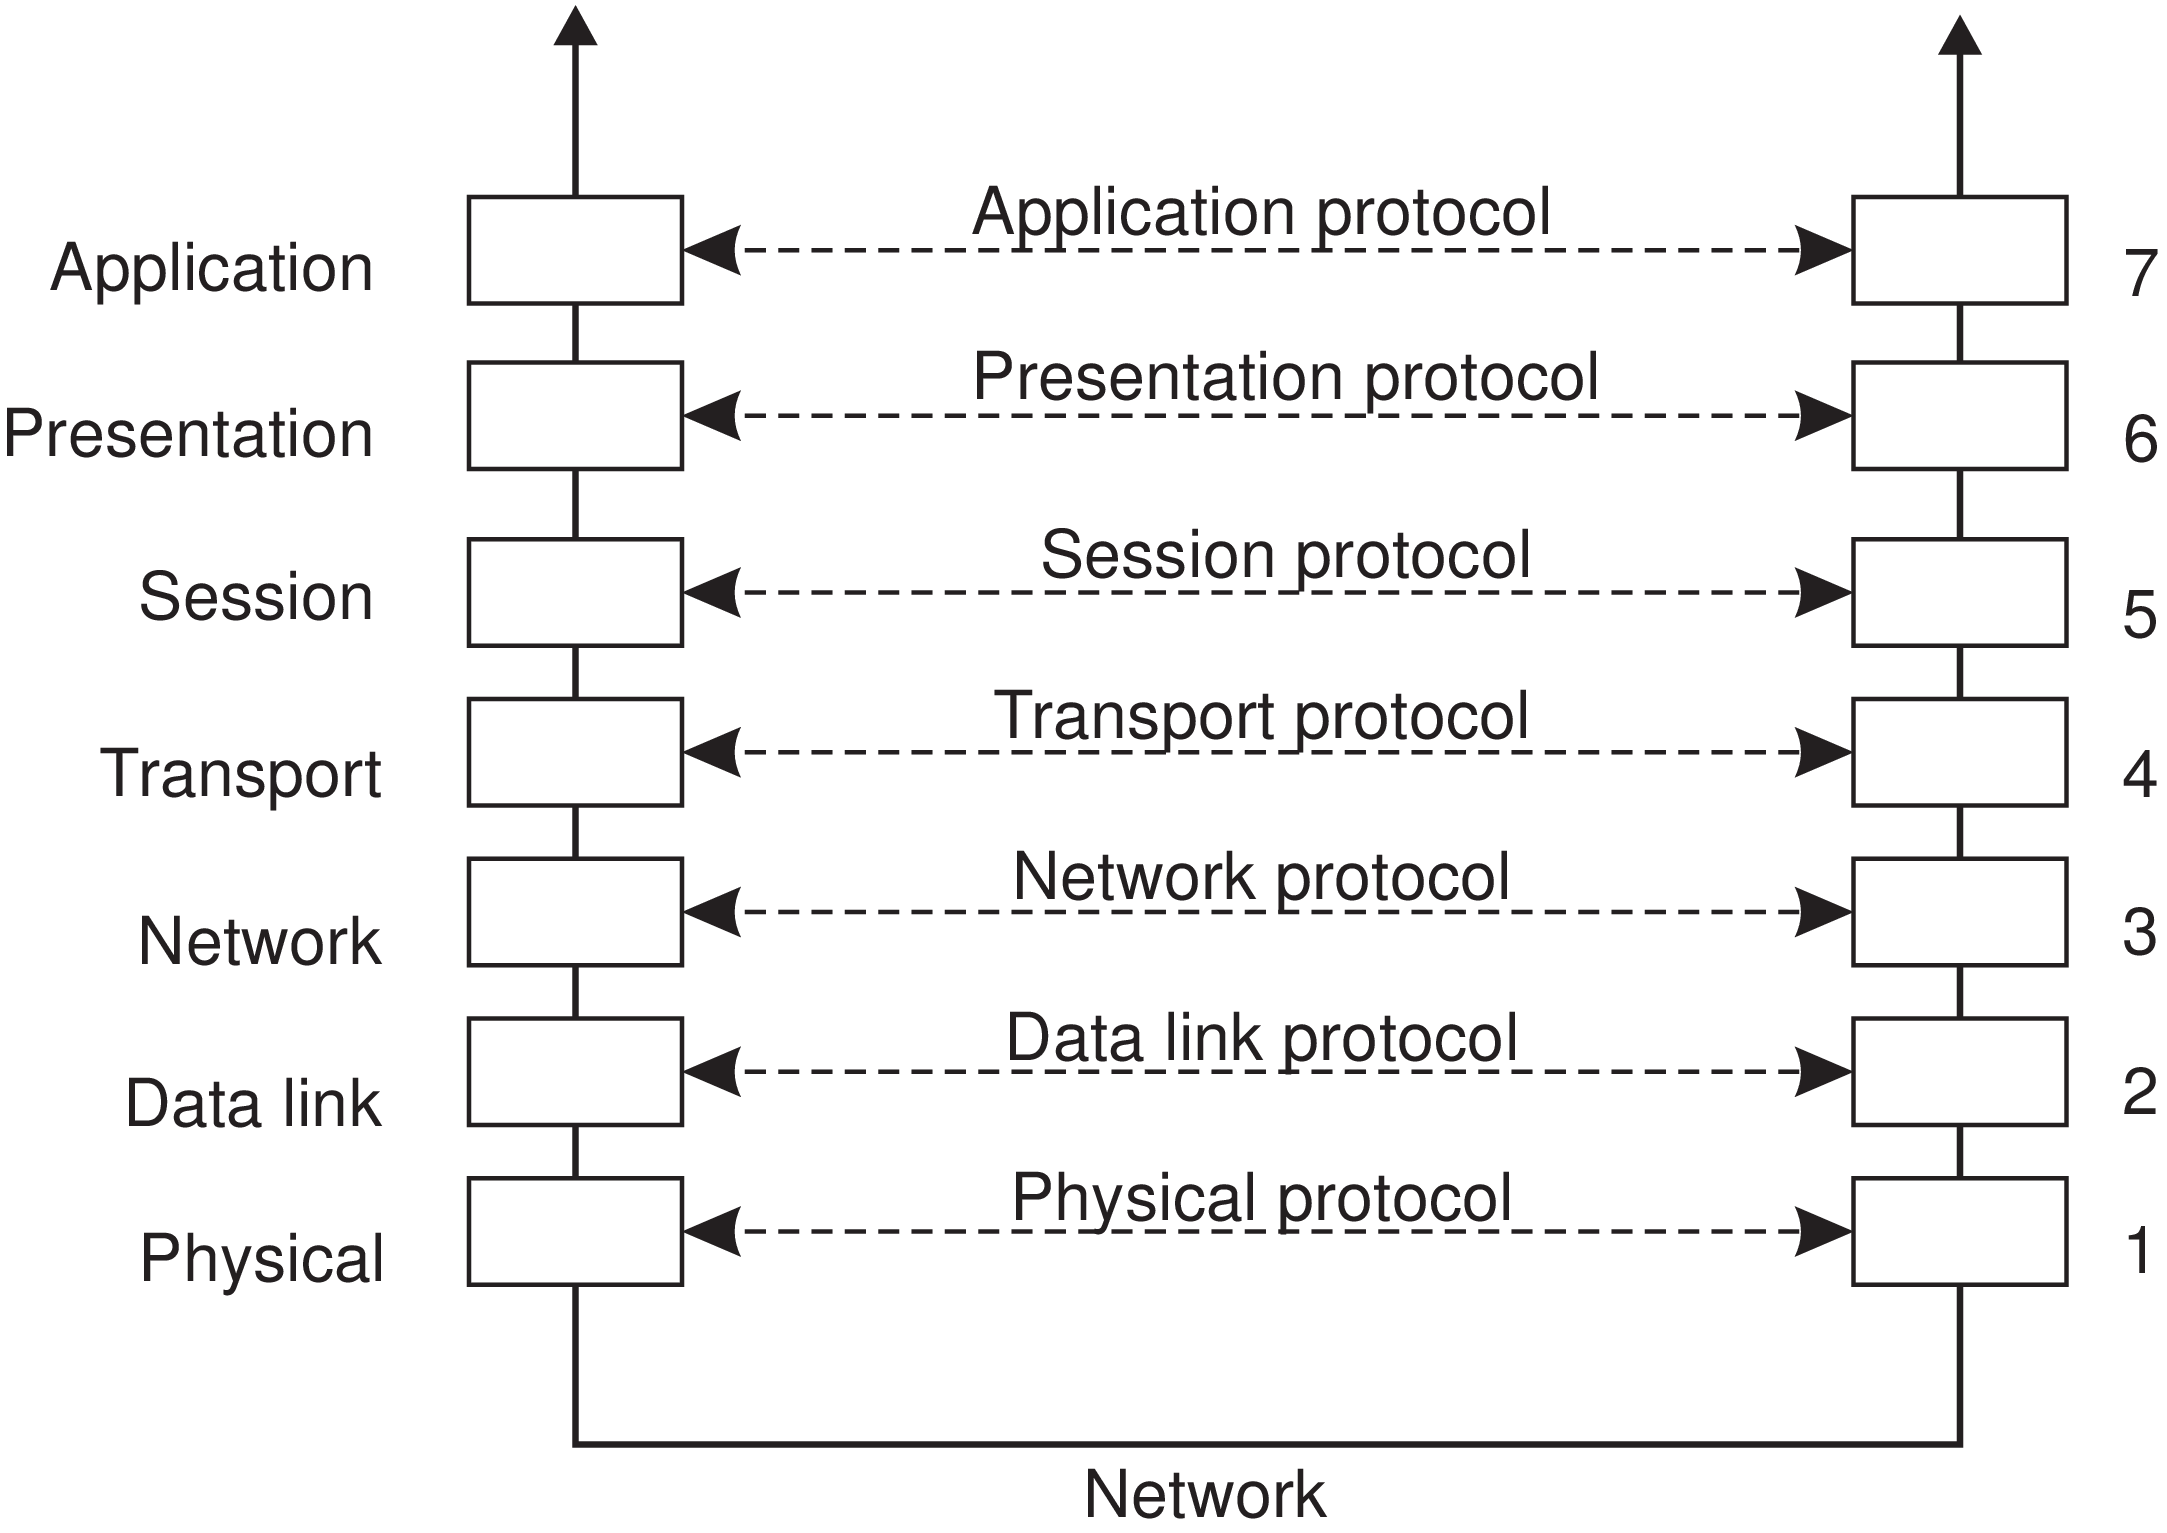 Application protocol
Application
7
Presentation protocol
Presentation
6
Session protocol
Session
5
Transport protocol
Transport
4
Network protocol
Network
3
Data link protocol
Data link
2
Physical protocol
Physical
1
Network